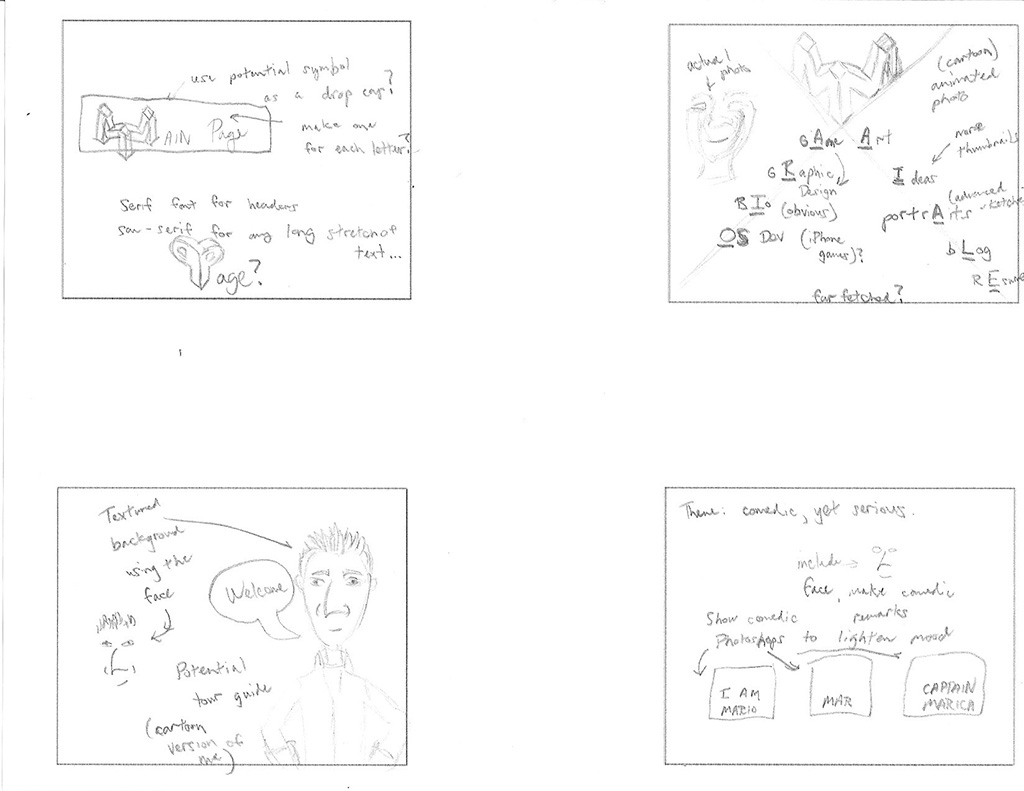 use potential symbol
as a drop cap?
AIN Page
make one
for each letter?
Serif font for headers
san-serif for any long stretch of
text...
age?
actual
photo
(cartoon)
animated
photo
GAme Art
more
thumbnails
GRaphic
Design
Ideas
BIo (obvious)
(advanced
portrAits
OS Dev (iPhone
games)?
bLog
far fetched?
Textured
background
using the
face
Welcome
Potential
tour guide
(cartoon
version of
me)
Theme: comedic, yet serious.
include
face, make comedic
remarks
Show comedic
Photoshops to lighten mood
I AM
MARIO
MAR
CAPTAIN
MARICA